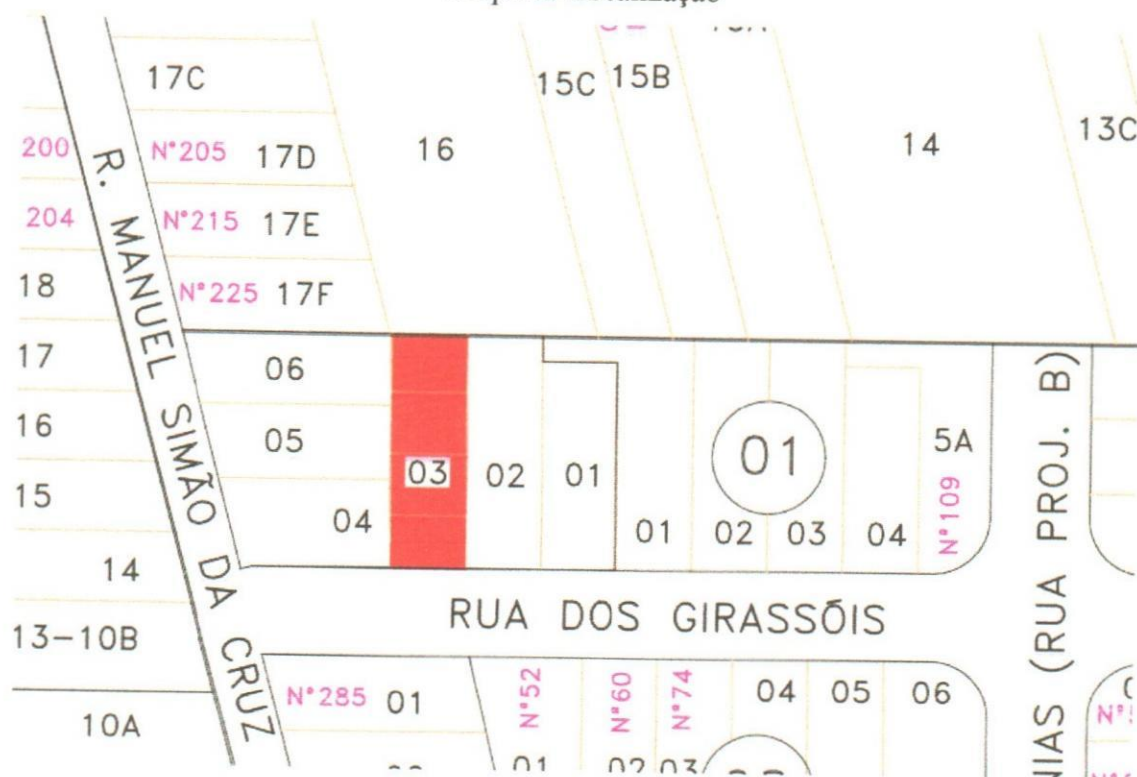 17C
15C 15B
16
14
13C
200
N°205 17D
204
N°215 17E
18
N°225 17F
R. MANUEL SIMÃO DA CRUZ
17
16
15
14
13-10B
10A
06
05
04
03
02
01
01
02
03
04
01
5A
N°109
RUA DOS GIRASSÓIS
(RUA PROJ. B)
N°285 01
N°52
N°60
N°74
04
05
06
01
02
03